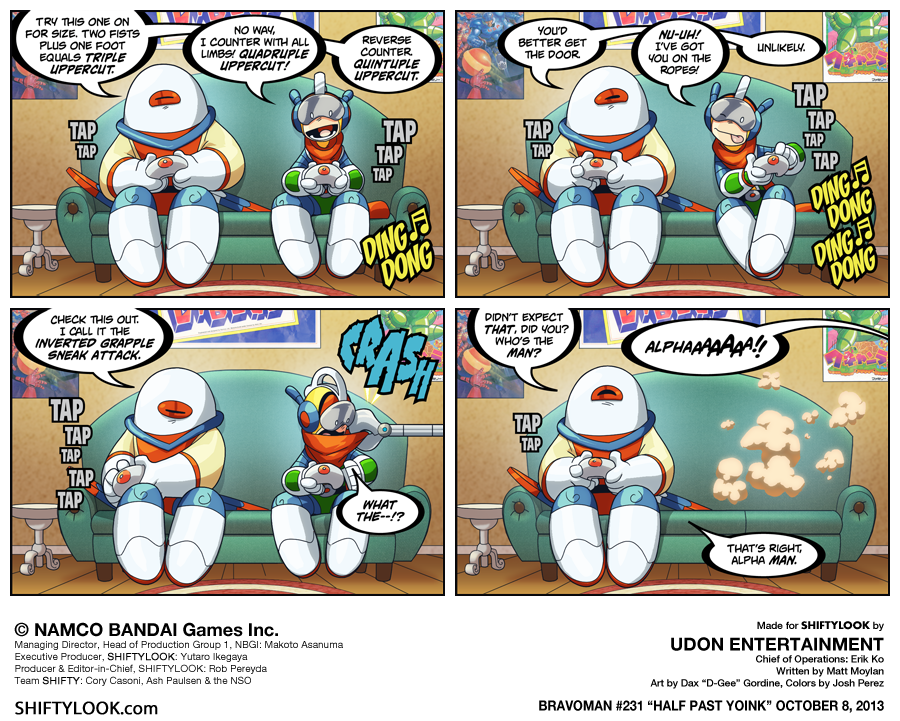 TRY THIS ONE ON
FOR SIZE. TWO FISTS
PLUS ONE FOOT
EQUALS TRIPLE
UPPERCUT.
NO WAY,
I COUNTER WITH ALL
LIMBS! QUADRUPLE
UPPERCUT!
REVERSE
COUNTER.
QUINTUPLE
UPPERCUT.
TAP
TAP
TAP
TAP
TAP
DING
DONG
YOU'D
BETTER GET
THE DOOR.
NU-UH!
I'VE GOT
YOU ON THE
ROPES!
UNLIKELY.
TAP
TAP
TAP
TAP
TAP
TAP
DING
DONG
DING
DONG
CHECK THIS OUT.
I CALL IT THE
INVERTED GRAPPLE
SNEAK ATTACK.
CRASH
TAP
TAP
TAP
TAP
TAP
WHAT
THE--!?
DIDN'T EXPECT
THAT, DID YOU?
WHO'S THE
MAN?
ALPHAAAAAA!!
TAP
TAP
THAT'S RIGHT,
ALPHA MAN.
© NAMCO BANDAI Games Inc.
Managing Director, Head of Production Group 1, NBGI: Makoto Asanuma
Executive Producer, SHIFTYLOOK: Yutaro Ikegaya
Producer & Editor-in-Chief, SHIFTYLOOK: Rob Pereyda
Team SHIFTY: Cory Casoni, Ash Paulsen & the NSO
SHIFTYLOOK.com
Made for SHIFTYLOOK by
UDON ENTERTAINMENT
Chief of Operations: Erik Ko
Written by Matt Moylan
Art by Dax "D-Gee" Gordine, Colors by Josh Perez
BRAVOMAN #231 "HALF PAST YOINK" OCTOBER 8, 2013